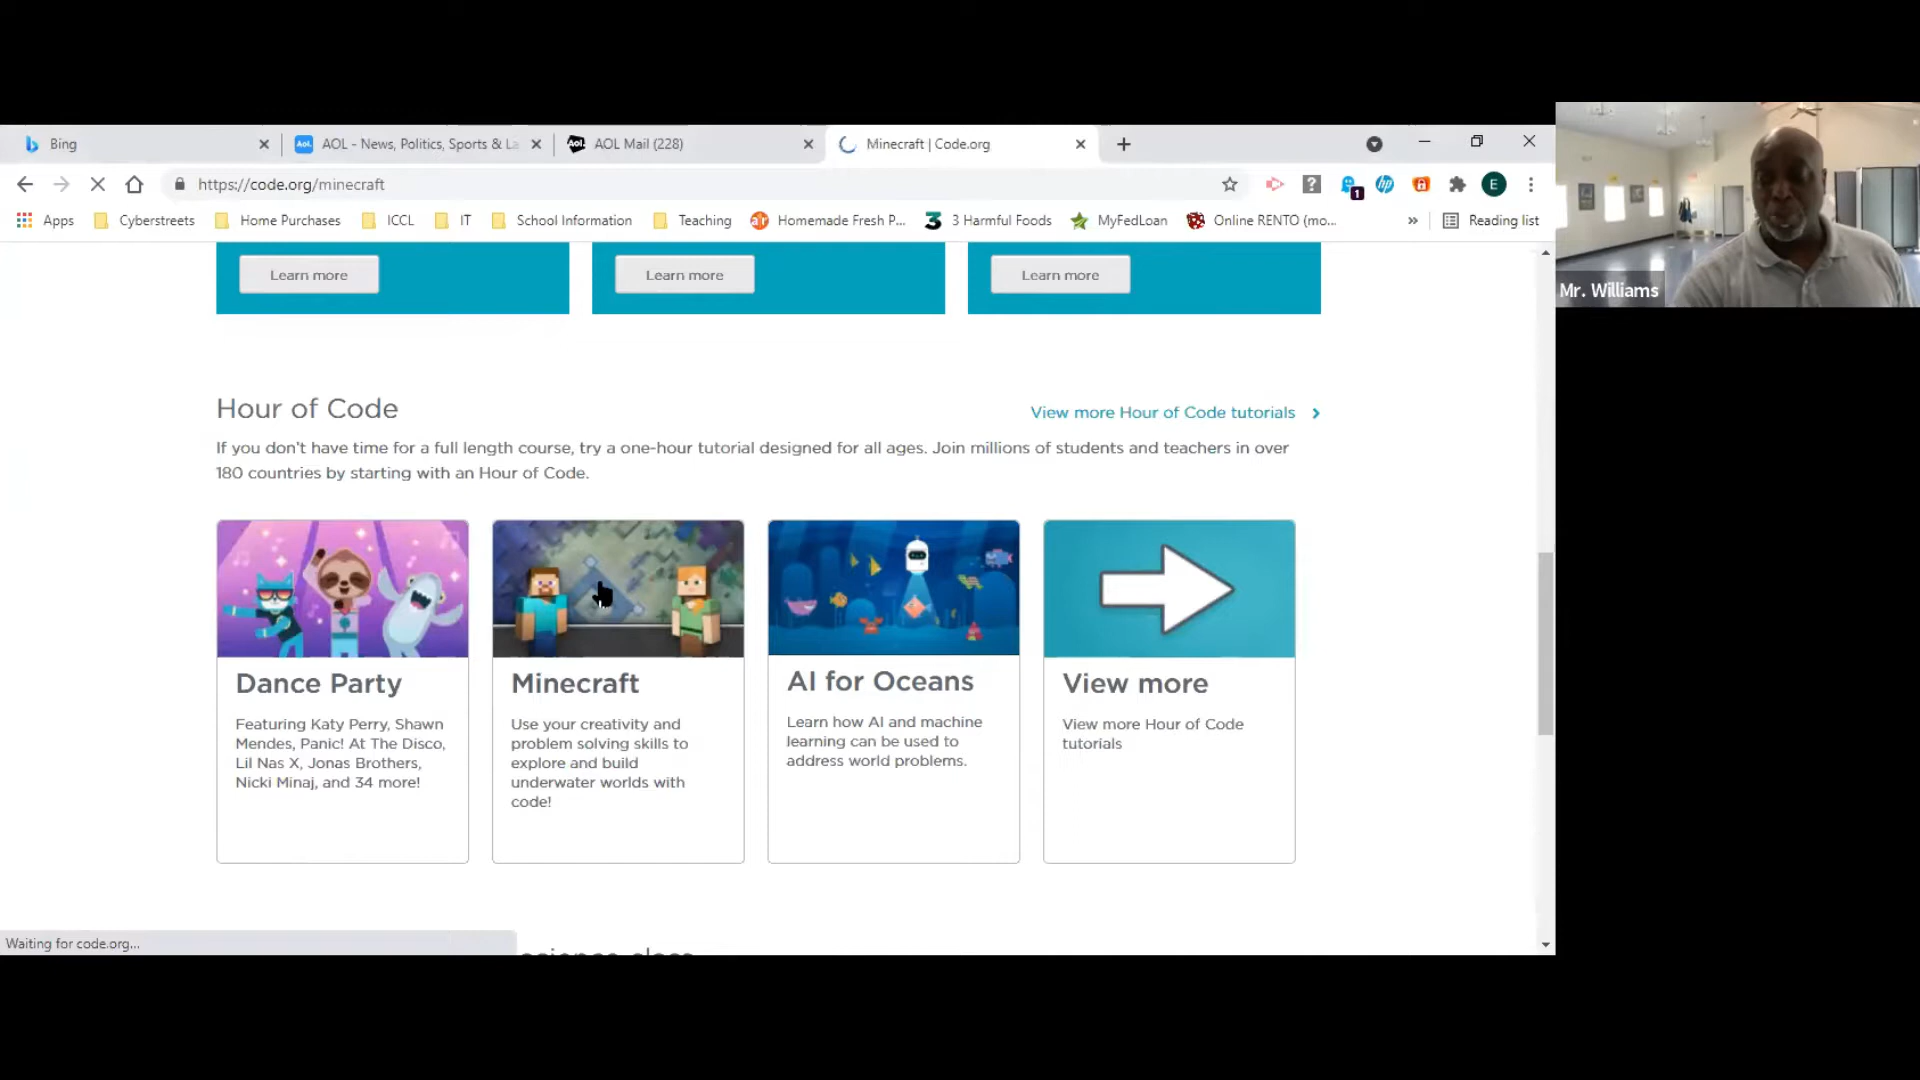 Bing
AOL - News, Politics, Sports & La
AOL Mail (228)
Minecraft | Code.org
https://code.org/minecraft
1
E
Apps
Cyberstreets
Home Purchases
ICCL
IT
School Information
Teaching
Homemade Fresh P...
3 Harmful Foods
MyFedLoan
Online RENTO (mo...
»
Reading list
Mr. Williams
Learn more
Learn more
Learn more
Hour of Code
View more Hour of Code tutorials
If you don't have time for a full length course, try a one-hour tutorial designed for all ages. Join millions of students and teachers in over
180 countries by starting with an Hour of Code.
Dance Party
Featuring Katy Perry, Shawn
Mendes, Panic! At The Disco,
Lil Nas X, Jonas Brothers,
Nicki Minaj, and 34 more!
Minecraft
Use your creativity and
problem solving skills to
explore and build
underwater worlds with
code!
AI for Oceans
Learn how AI and machine
learning can be used to
address world problems.
View more
View more Hour of Code
tutorials
Waiting for code.org...
science class